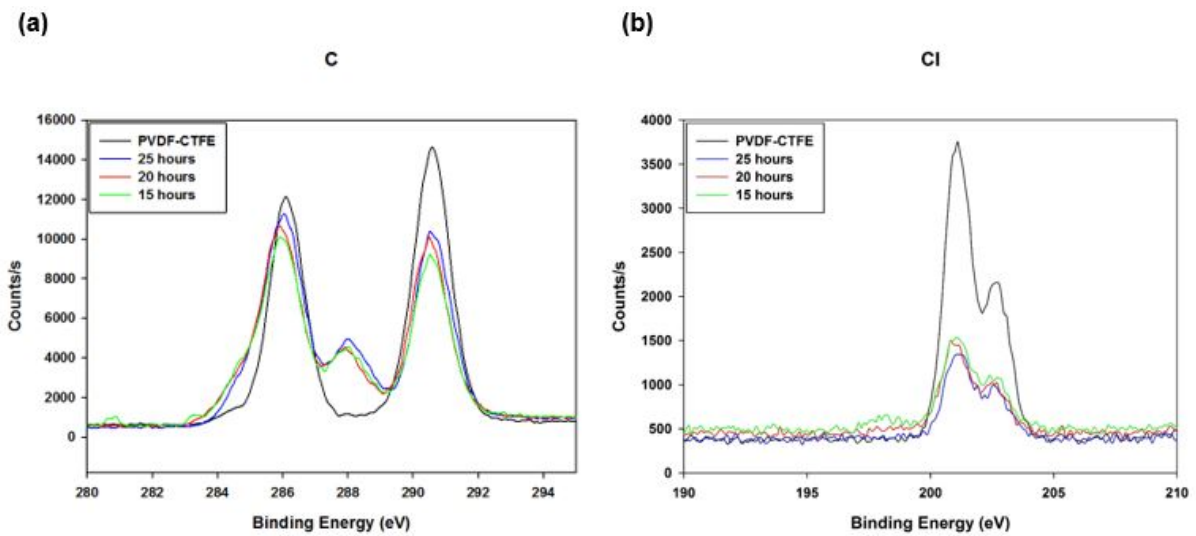 (a)
C
16000
14000
12000
10000
8000
6000
4000
2000
0
Counts/s
PVDF-CTFE
25 hours
20 hours
15 hours
280 282 284 286 288 290 292 294
Binding Energy (eV)
(b)
Cl
4000
3500
3000
2500
2000
1500
1000
500
0
Counts/s
PVDF-CTFE
25 hours
20 hours
15 hours
190 195 200 205 210
Binding Energy (eV)